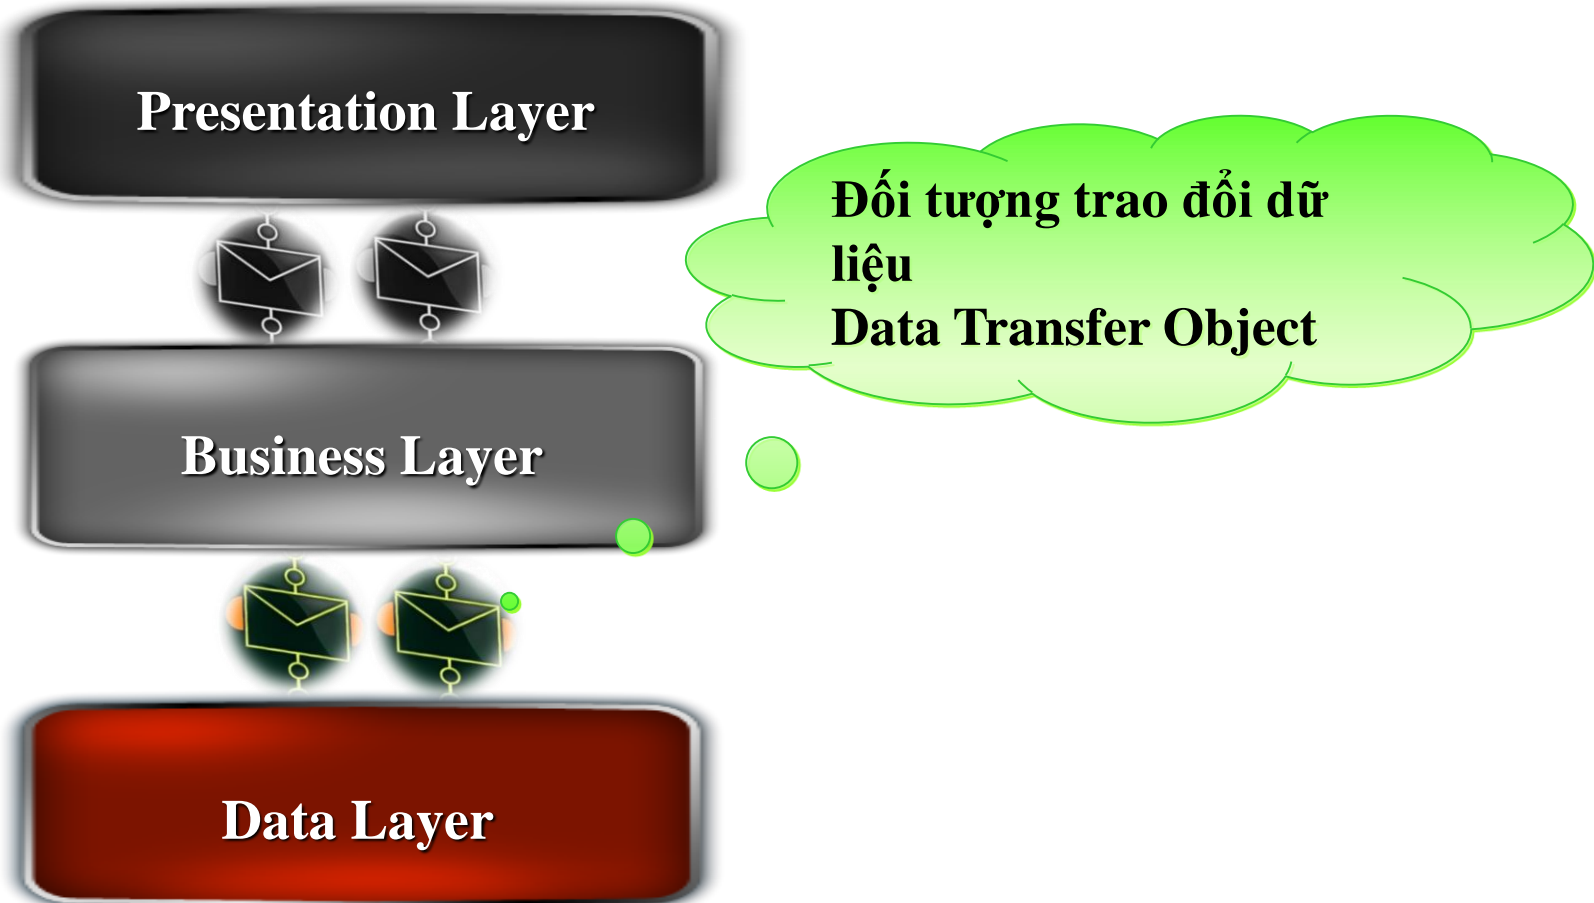 Presentation Layer
Đối tượng trao đổi dữ
liệu
Data Transfer Object
Business Layer
Data Layer